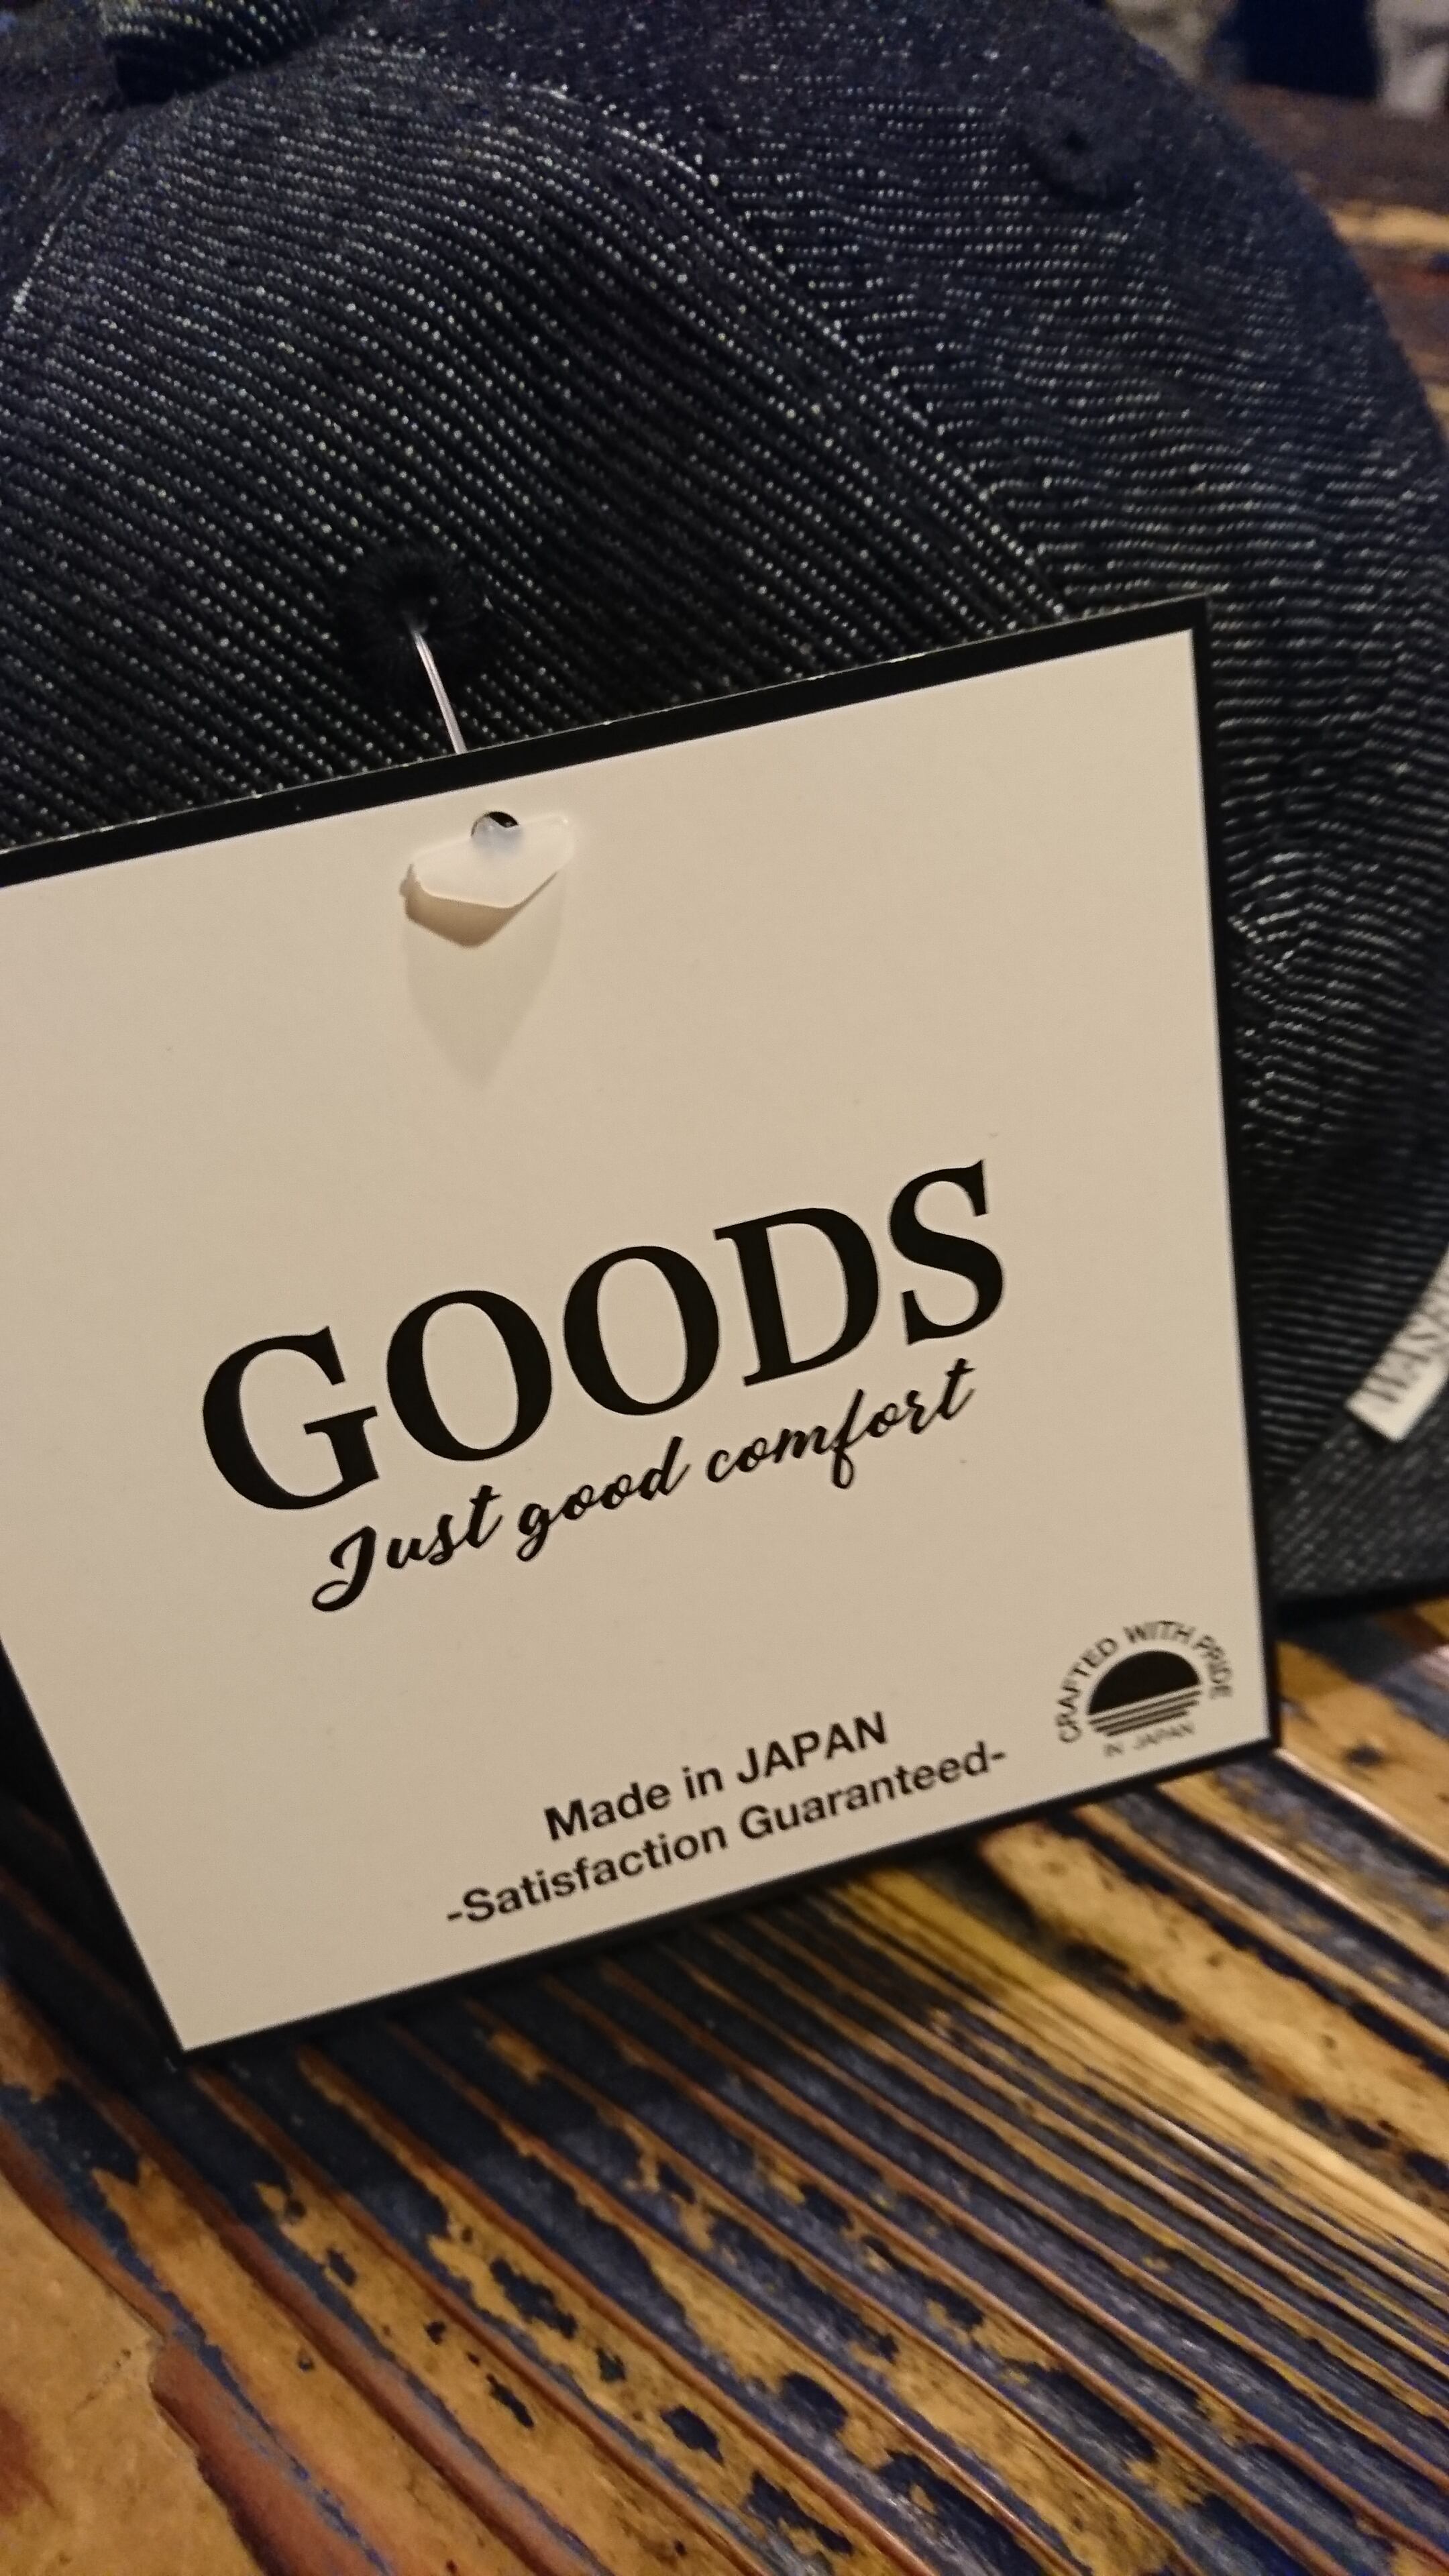 GOODS
Just good comfort
Made in JAPAN
-Satisfaction Guaranteed-
CRAFTED WITH PRIDE
IN JAPAN